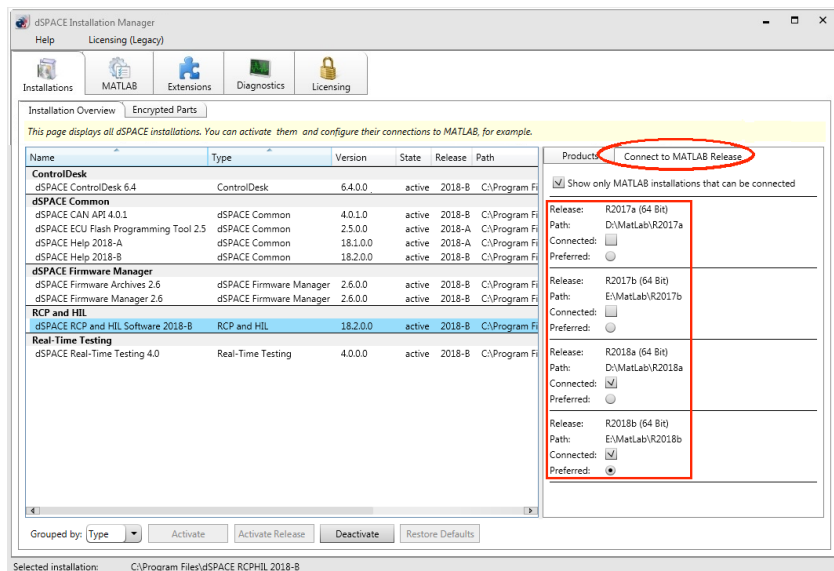 dSPACE Installation Manager
Help Licensing (Legacy)
Installations MATLAB Extensions Diagnostics Licensing
Installation Overview Encrypted Parts
This page displays all dSPACE installations. You can activate them and configure their connections to MATLAB, for example.
Name Type Version State Release Path
ControlDesk
dSPACE ControlDesk 6.4 ControlDesk 6.4.0.0 active 2018-B C:\Program Fi
dSPACE Common
dSPACE CAN API 4.0.1 dSPACE Common 4.0.1.0 active 2018-B C:\Program Fi
dSPACE ECU Flash Programming Tool 2.5 dSPACE Common 2.5.0.0 active 2018-A C:\Program Fi
dSPACE Help 2018-A dSPACE Common 18.1.0.0 active 2018-A C:\Program Fi
dSPACE Help 2018-B dSPACE Common 18.2.0.0 active 2018-B C:\Program Fi
dSPACE Firmware Manager
dSPACE Firmware Archives 2.6 dSPACE Firmware Manager 2.6.0.0 active 2018-B C:\Program Fi
dSPACE Firmware Manager 2.6 dSPACE Firmware Manager 2.6.0.0 active 2018-B C:\Program Fi
RCP and HIL
dSPACE RCP and HIL Software 2018-B RCP and HIL 18.2.0.0 active 2018-B C:\Program Fi
Real-Time Testing
dSPACE Real-Time Testing 4.0 Real-Time Testing 4.0.0.0 active 2018-B C:\Program Fi
Products Connect to MATLAB Release
Show only MATLAB installations that can be connected
Release: R2017a (64 Bit)
Path: D:\MatLab\R2017a
Connected:
Preferred:
Release: R2017b (64 Bit)
Path: E:\MatLab\R2017b
Connected:
Preferred:
Release: R2018a (64 Bit)
Path: D:\MatLab\R2018a
Connected:
Preferred:
Release: R2018b (64 Bit)
Path: E:\MatLab\R2018b
Connected:
Preferred:
Grouped by: Type Activate Activate Release Deactivate Restore Defaults
Selected installation: C:\Program Files\dSPACE RCPHIL 2018-B